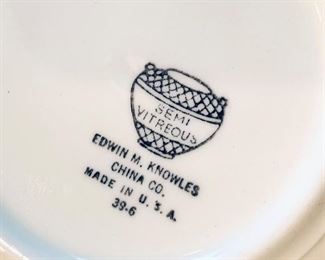 SEMI
VITREOUS
EDWIN M. KNOWLES
CHINA CO.
MADE IN U. S. A.
39-6